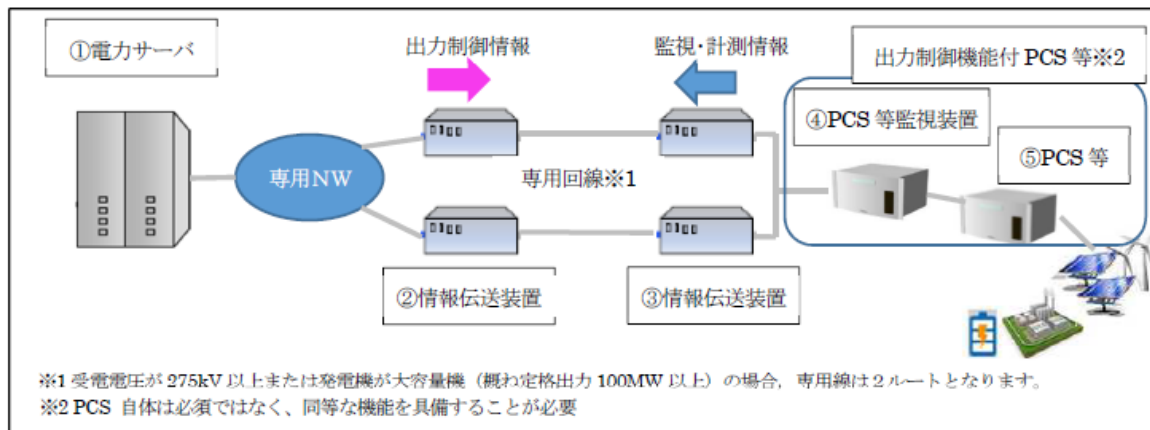 ①電力サーバ
出力制御情報
監視・計測情報
出力制御機能付 PCS 等※2
④PCS 等監視装置
⑤PCS 等
専用NW
専用回線※1
②情報伝送装置
③情報伝送装置
※1 受電電圧が 275kV 以上または発電機が大容量機（概ね定格出力 100MW 以上）の場合，専用線は２ルートとなります。
※2 PCS 自体は必須ではなく、同等な機能を具備することが必要